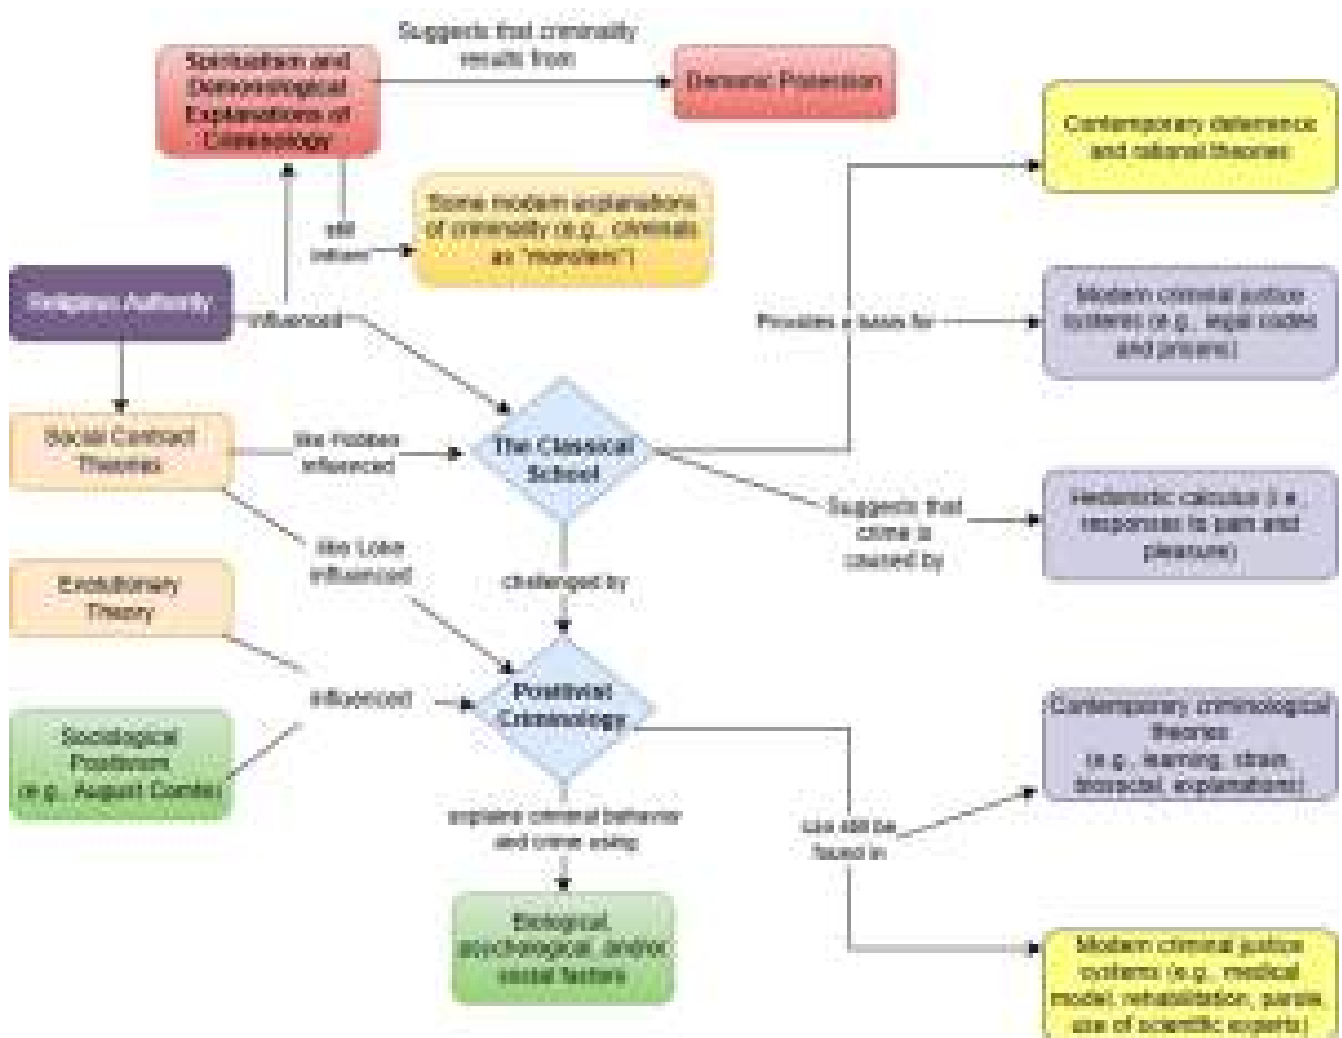 Suggests that criminality
results from
Spiritualism and
Demonological
Explanations of
Criminology
Demonic
Contemporary deterrence
and rational theories
Some modern explanations
of criminality (e.g., criminals
as "monsters")
still
inform
Religious Authority
influenced
Modern criminal justice
systems (e.g., legal codes
and prisons)
Provides a basis for
Social Contract
Theories
like Hobbes
influenced
The Classical
School
Hedonistic calculus (i.e.,
responses to pain and
pleasure)
Suggests that
crime is
caused by
like Loke
influenced
challenged by
Evolutionary
Theory
influenced
Positivist
Criminology
Sociological
Positivism
(e.g., August Comte)
Contemporary criminological
theories
(e.g., learning, strain,
biosocial, explanations)
explains criminal behavior
and crime using
can still be
found in
Biological,
psychological, and/or
social factors
Modern criminal justice
systems (e.g., medical
model, rehabilitation, parole,
use of scientific experts)